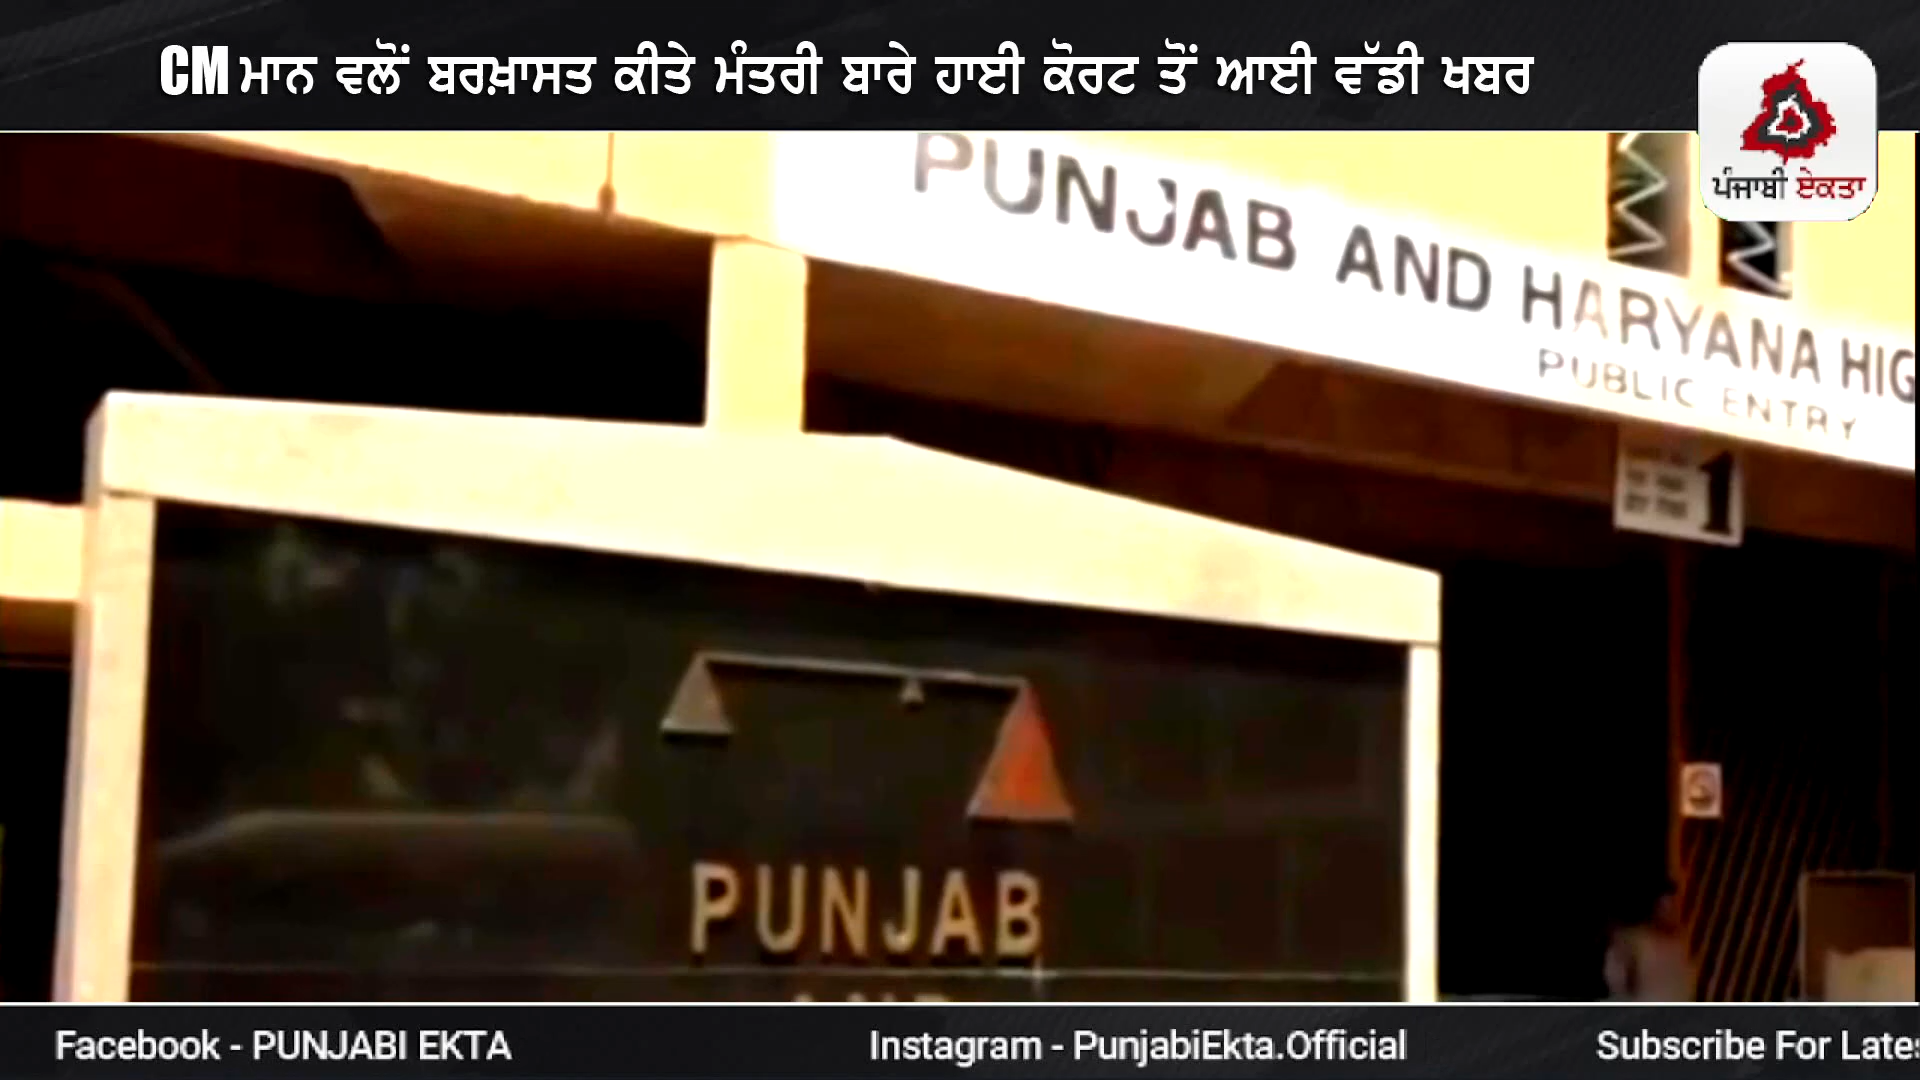 CM ਮਾਨ ਵਲੋਂ ਬਰਖ਼ਾਸਤ ਕੀਤੇ ਮੰਤਰੀ ਬਾਰੇ ਹਾਈ ਕੋਰਟ ਤੋਂ ਆਈ ਵੱਡੀ ਖਬਰ
ਪੰਜਾਬੀ ਏਕਤਾ
PUNJAB AND HARYANA HIG
PUBLIC ENTRY
1
PUNJAB
Facebook - PUNJABI EKTA
Instagram - PunjabiEkta.Official
Subscribe For Lates